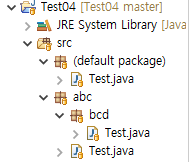 Test04 [Test04 master]
JRE System Library [Java
src
(default package)
Test.java
abc
bcd
Test.java
Test.java